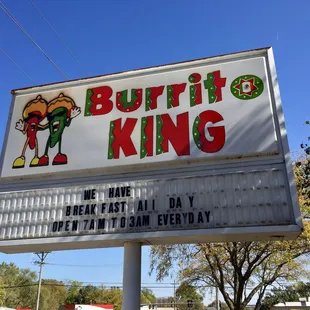 Burrito
KING
WE HAVE
BREAKFAST ALL DAY
OPEN 7AM TO 3AM EVERYDAY